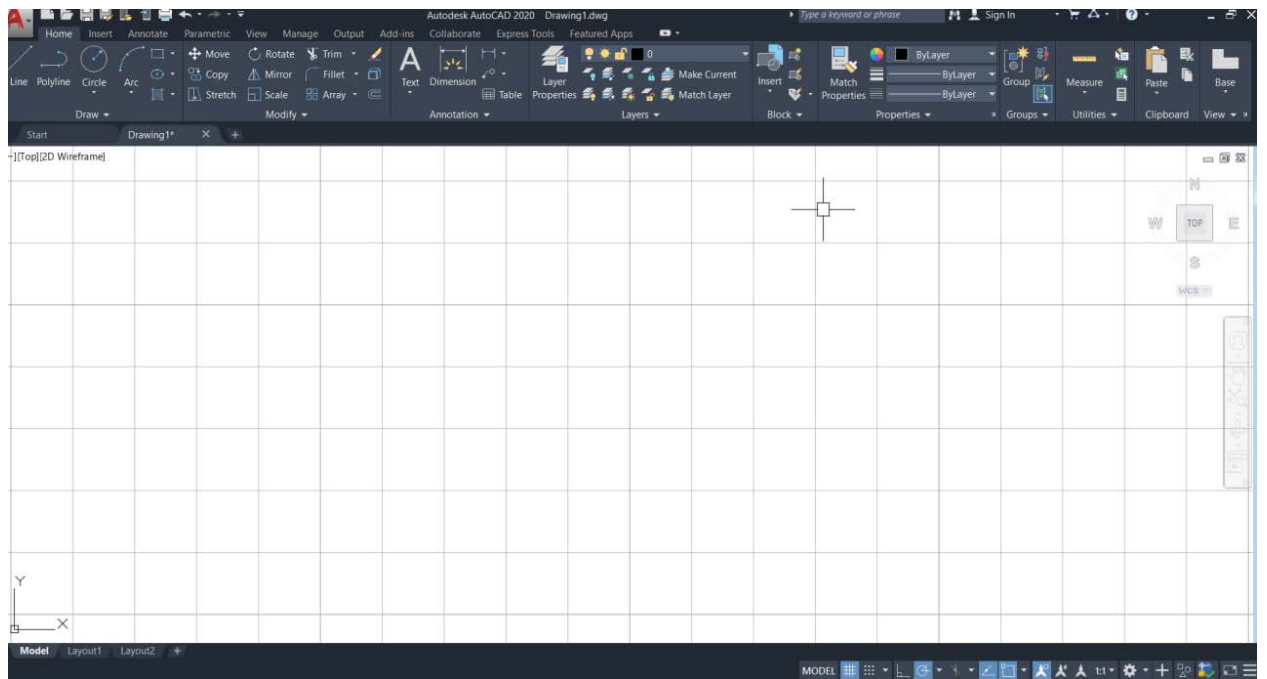 A Autodesk AutoCAD 2020 Drawing1.dwg Type a keyword or phrase Sign In
Home Insert Annotate Parametric View Manage Output Add-ins Collaborate Express Tools Featured Apps
Move Rotate Trim 0
Copy Mirror Fillet Make Current ByLayer
Line Polyline Circle Arc Text Dimension Layer Properties Insert Match Properties ByLayer Group Measure Paste Base
Stretch Scale Array Table Match Layer ByLayer
Draw Modify Annotation Layers Block Properties Groups Utilities Clipboard View
Start Drawing1* +
-][Top][2D Wireframe]
N
W TOP E
S
WCS
Y
X
Model Layout1 Layout2 +
MODEL 1:1